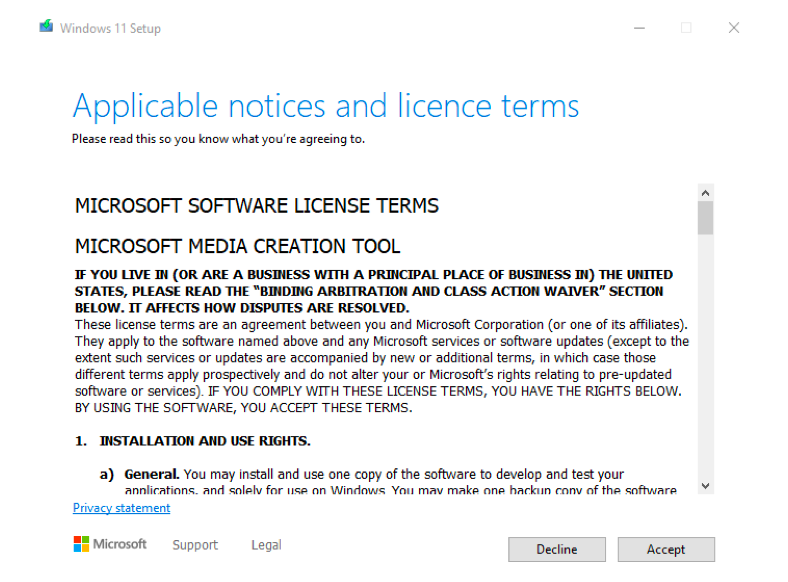 Windows 11 Setup
Applicable notices and licence terms
Please read this so you know what you're agreeing to.
MICROSOFT SOFTWARE LICENSE TERMS
MICROSOFT MEDIA CREATION TOOL
IF YOU LIVE IN (OR ARE A BUSINESS WITH A PRINCIPAL PLACE OF BUSINESS IN) THE UNITED
STATES, PLEASE READ THE “BINDING ARBITRATION AND CLASS ACTION WAIVER” SECTION
BELOW. IT AFFECTS HOW DISPUTES ARE RESOLVED.
These license terms are an agreement between you and Microsoft Corporation (or one of its affiliates).
They apply to the software named above and any Microsoft services or software updates (except to the
extent such services or updates are accompanied by new or additional terms, in which case those
different terms apply prospectively and do not alter your or Microsoft’s rights relating to pre-updated
software or services). IF YOU COMPLY WITH THESE LICENSE TERMS, YOU HAVE THE RIGHTS BELOW.
BY USING THE SOFTWARE, YOU ACCEPT THESE TERMS.
1. INSTALLATION AND USE RIGHTS.
a) General. You may install and use one copy of the software to develop and test your
applications, and solely for use on Windows. You may make one backup copy of the software
Privacy statement
Microsoft Support Legal
Decline Accept